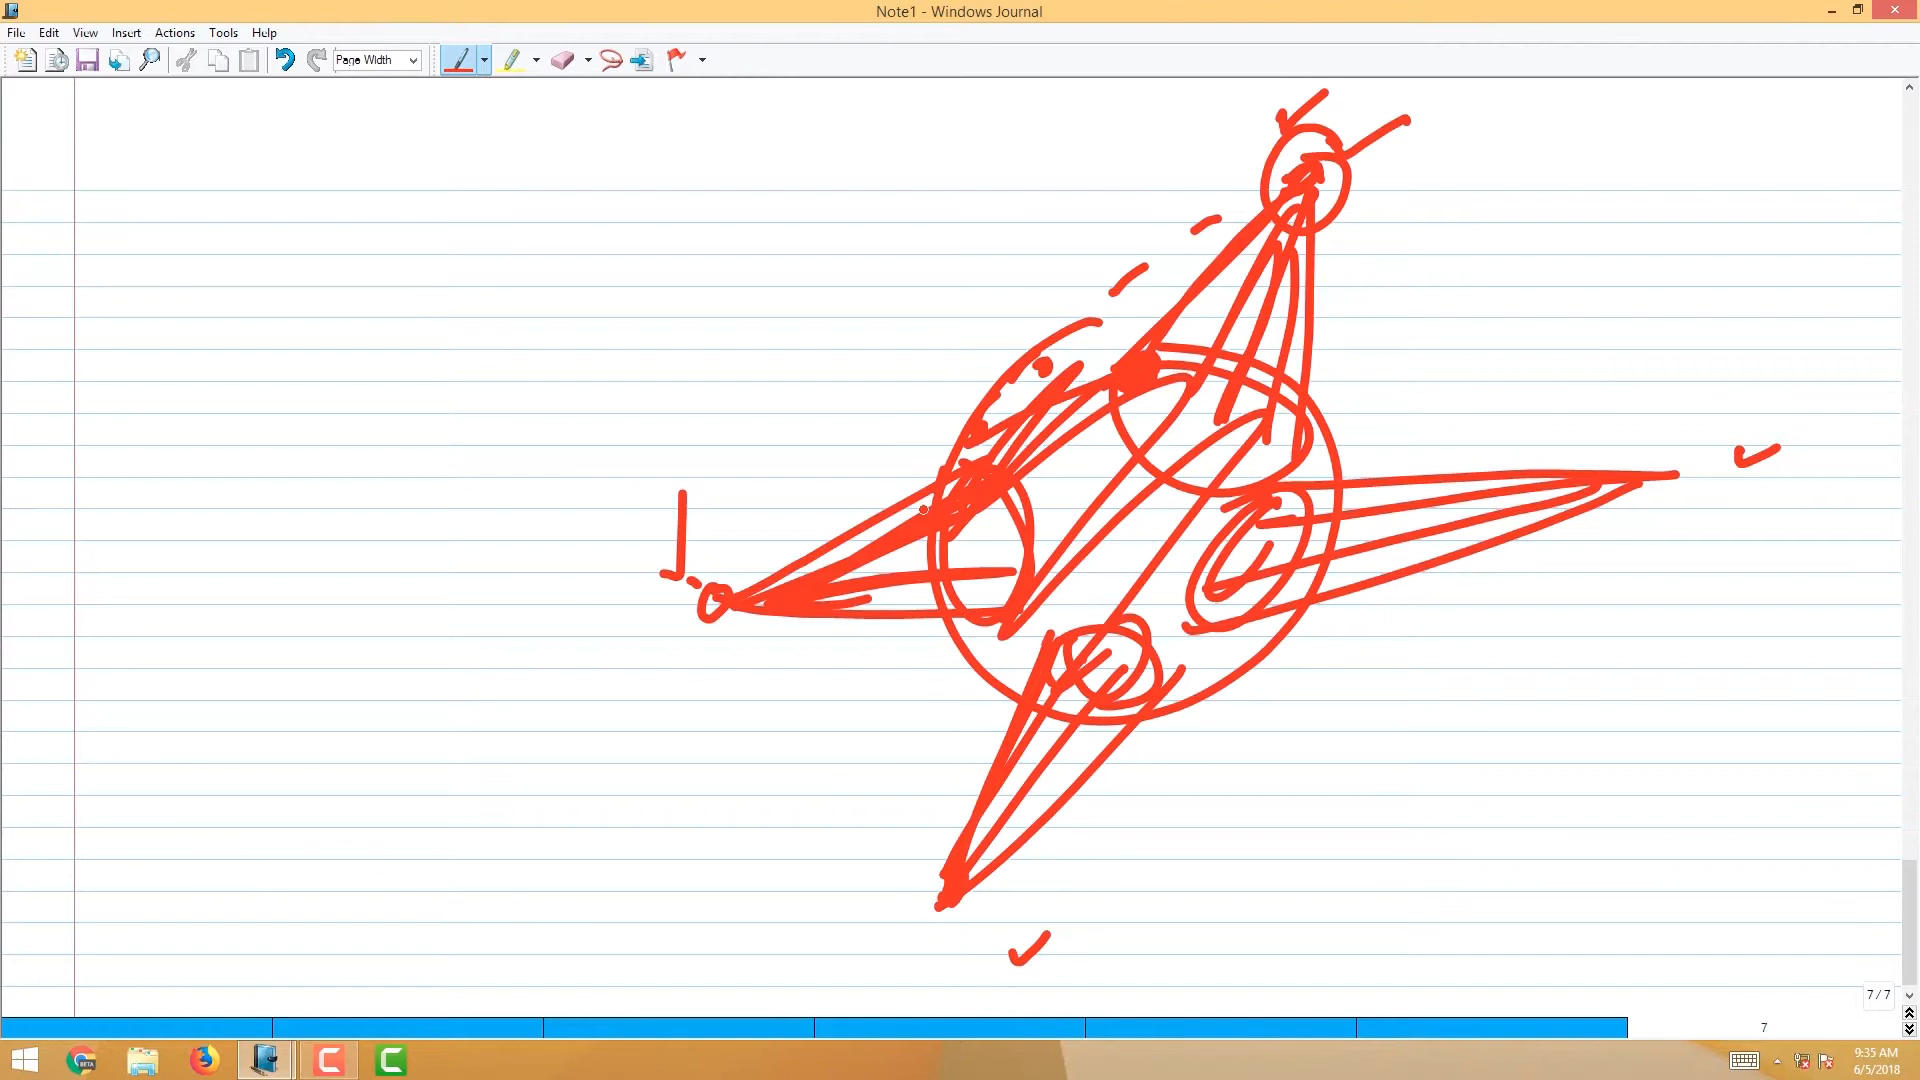 Note1 - Windows Journal
File Edit View Insert Actions Tools Help
Page Width
7 / 7
7
BETA
9:35 AM
6/5/2018